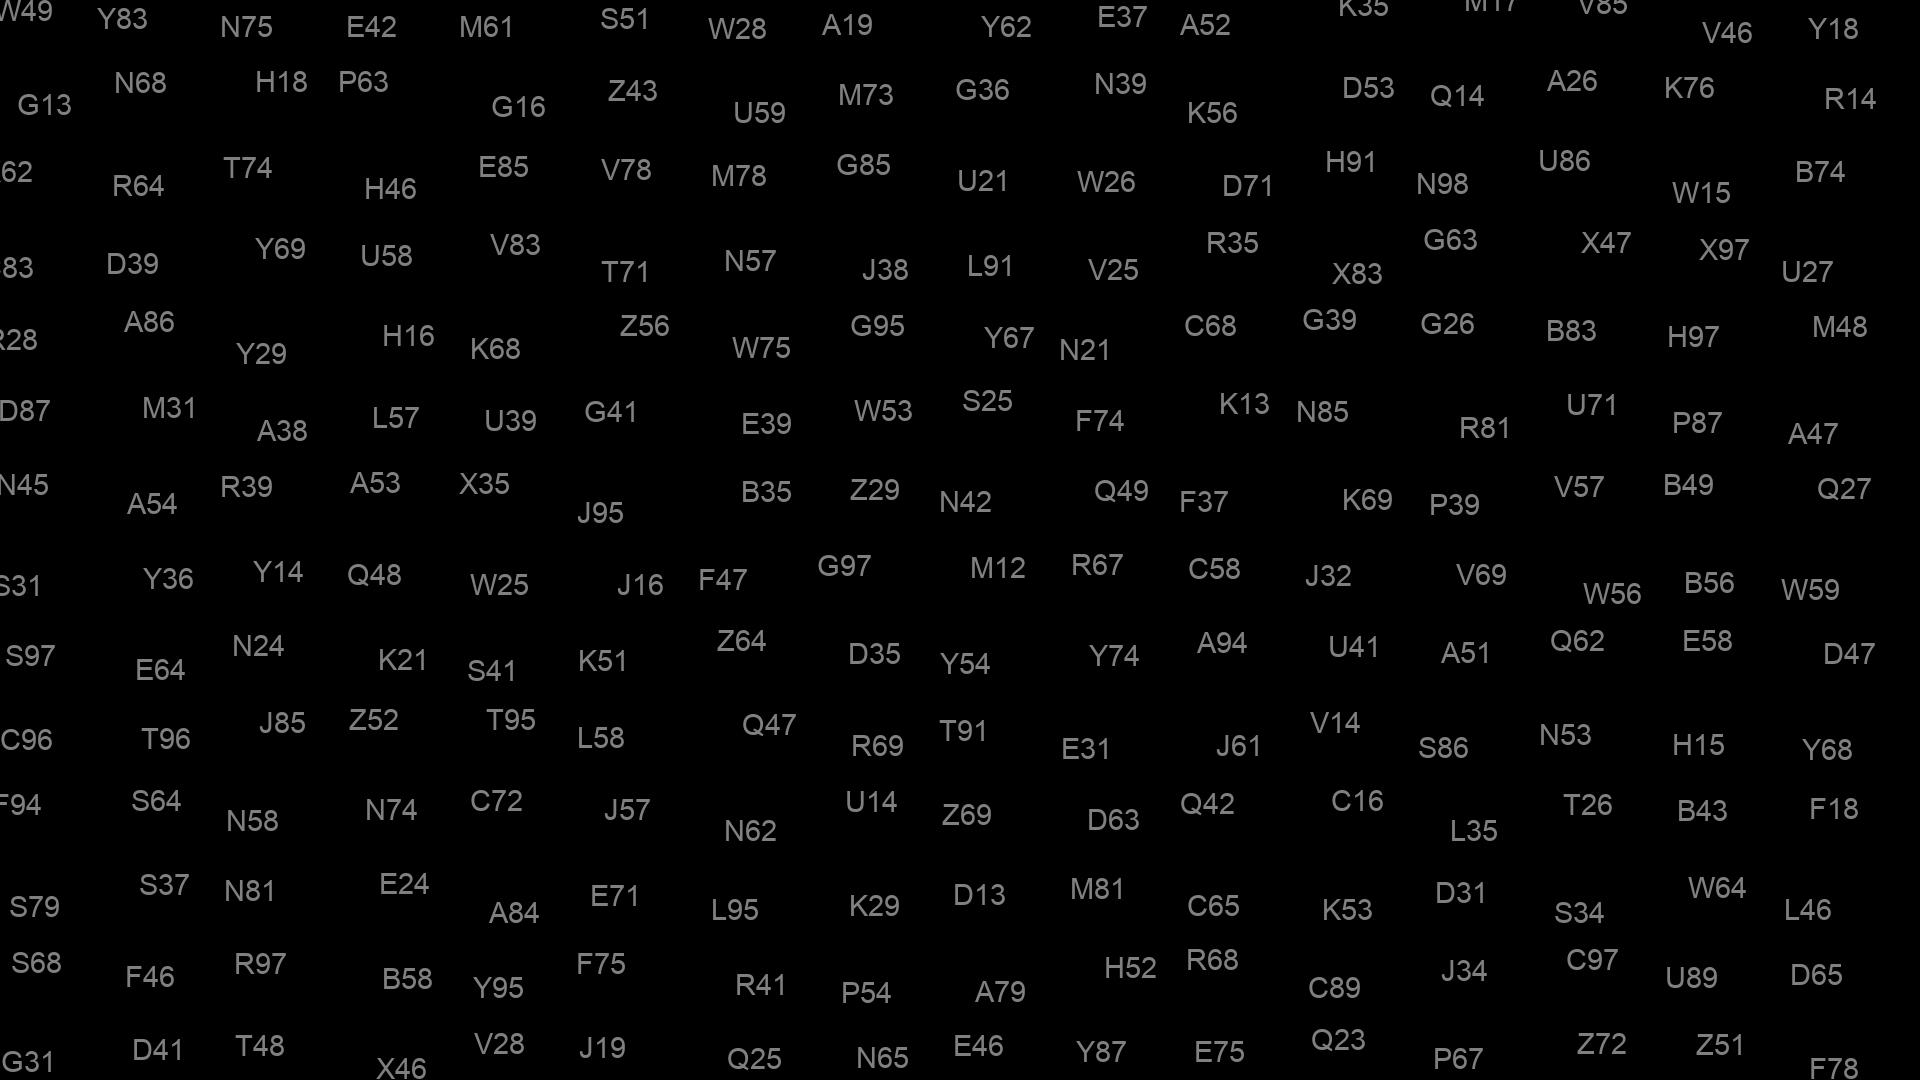 W49 Y83 N75 E42 M61 S51 W28 A19 Y62 E37 A52 K35 M17 V85 V46 Y18
G13 N68 H18 P63 G16 Z43 U59 M73 G36 N39 K56 D53 Q14 A26 K76 R14
62 R64 T74 H46 E85 V78 M78 G85 U21 W26 D71 H91 N98 U86 W15 B74
83 D39 Y69 U58 V83 T71 N57 J38 L91 V25 R35 X83 G63 X47 X97 U27
R28 A86 Y29 H16 K68 Z56 W75 G95 Y67 N21 C68 G39 G26 B83 H97 M48
D87 M31 A38 L57 U39 G41 E39 W53 S25 F74 K13 N85 R81 U71 P87 A47
N45 A54 R39 A53 X35 J95 B35 Z29 N42 Q49 F37 K69 P39 V57 B49 Q27
S31 Y36 Y14 Q48 W25 J16 F47 G97 M12 R67 C58 J32 V69 W56 B56 W59
S97 E64 N24 K21 S41 K51 Z64 D35 Y54 Y74 A94 U41 A51 Q62 E58 D47
C96 T96 J85 Z52 T95 L58 Q47 R69 T91 E31 J61 V14 S86 N53 H15 Y68
F94 S64 N58 N74 C72 J57 N62 U14 Z69 D63 Q42 C16 L35 T26 B43 F18
S79 S37 N81 E24 A84 E71 L95 K29 D13 M81 C65 K53 D31 S34 W64 L46
S68 F46 R97 B58 Y95 F75 R41 P54 A79 H52 R68 C89 J34 C97 U89 D65
G31 D41 T48 X46 V28 J19 Q25 N65 E46 Y87 E75 Q23 P67 Z72 Z51 F78